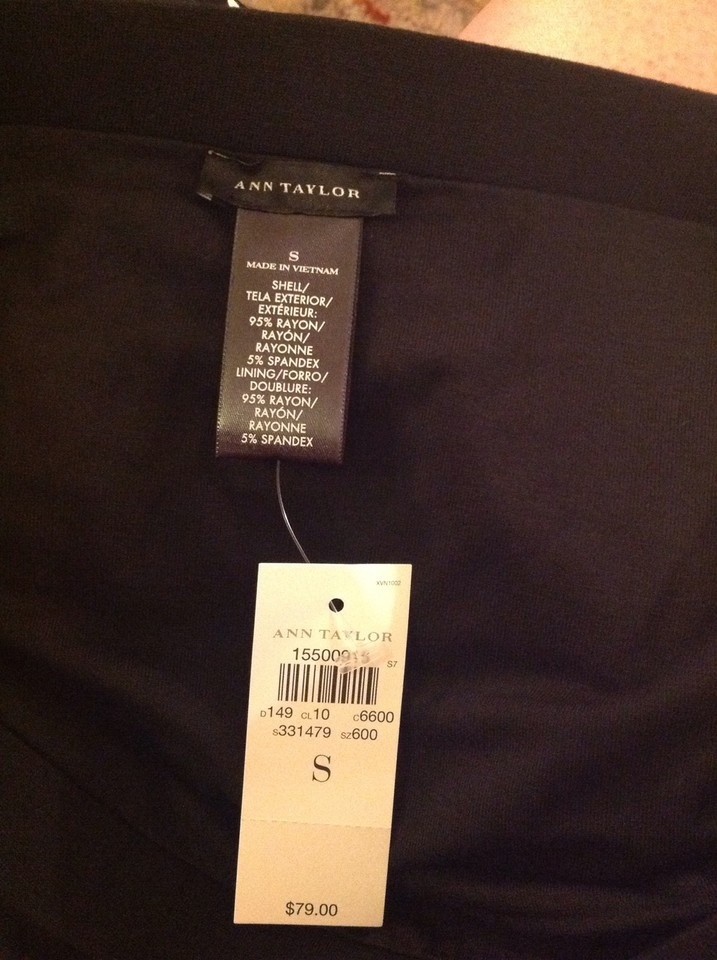 ANN TAYLOR
S
MADE IN VIETNAM
SHELL/
TELA EXTERIOR/
EXTÉRIEUR:
95% RAYON/
RAYÓN/
RAYONNE
5% SPANDEX
LINING/FORRO/
DOUBLURE:
95% RAYON/
RAYÓN/
RAYONNE
5% SPANDEX
XVN1002
ANN TAYLOR
S7
D149 CL10 C6600
S331479 SZ600
S
$79.00